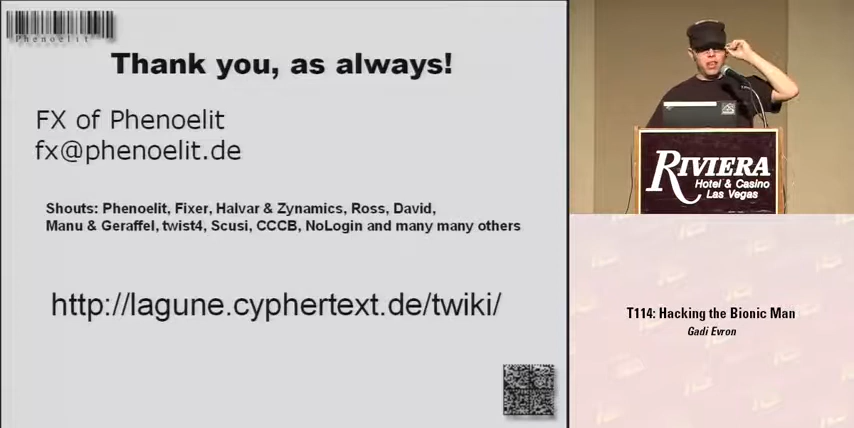 Phenoelit
Thank you, as always!
FX of Phenoelit
fx@phenoelit.de
Shouts: Phenoelit, Fixer, Halvar & Zynamics, Ross, David,
Manu & Geraffel, twist4, Scusi, CCCB, NoLogin and many many others
http://lagune.cyphertext.de/twiki/
RIVIERA
Hotel & Casino
Las Vegas
T114: Hacking the Bionic Man
Gadi Evron